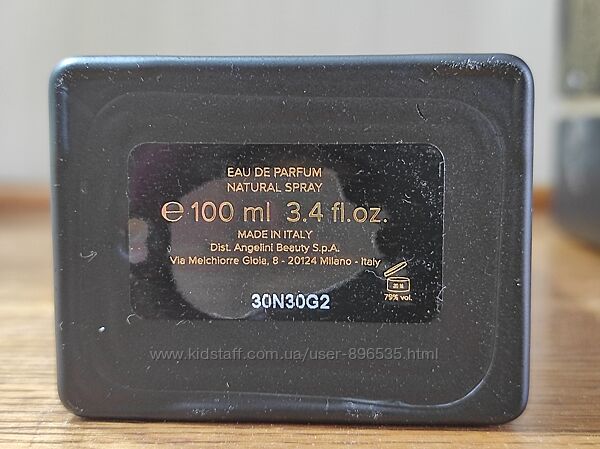 EAU DE PARFUM
NATURAL SPRAY
℮ 100 ml 3.4 fl.oz.
MADE IN ITALY
Dist. Angelini Beauty S.p.A.
Via Melchiorre Gioia, 8 - 20124 Milano - Italy
79% vol.
30N30G2
www.kidstaff.com.ua/user-896535.html